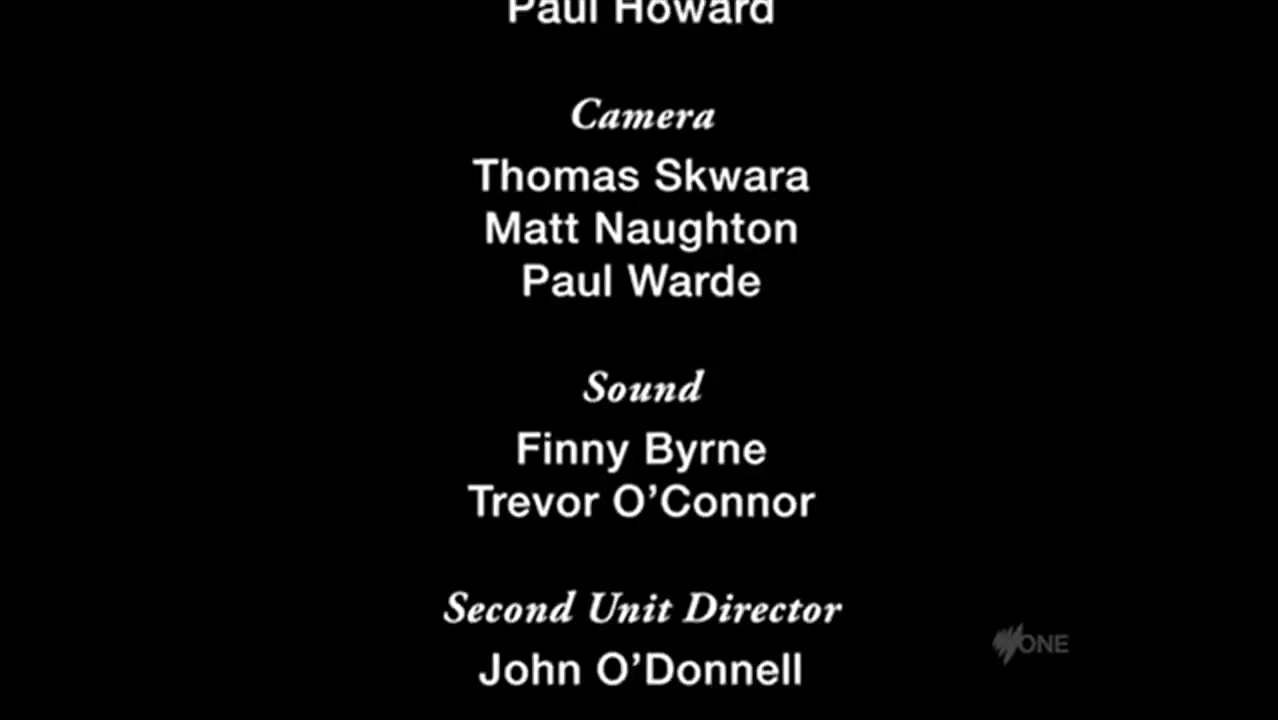 Paul Howard
Camera
Thomas Skwara
Matt Naughton
Paul Warde
Sound
Finny Byrne
Trevor O’Connor
Second Unit Director
John O’Donnell
ONE